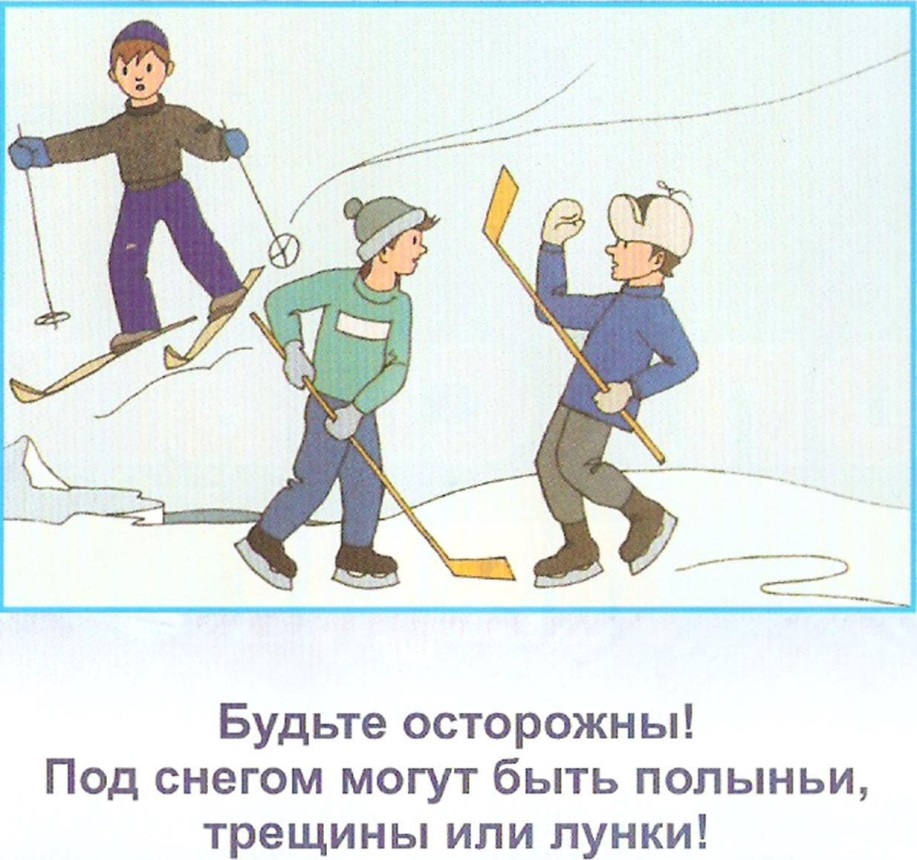 Будьте осторожны!
Под снегом могут быть полыньи,
трещины или лунки!